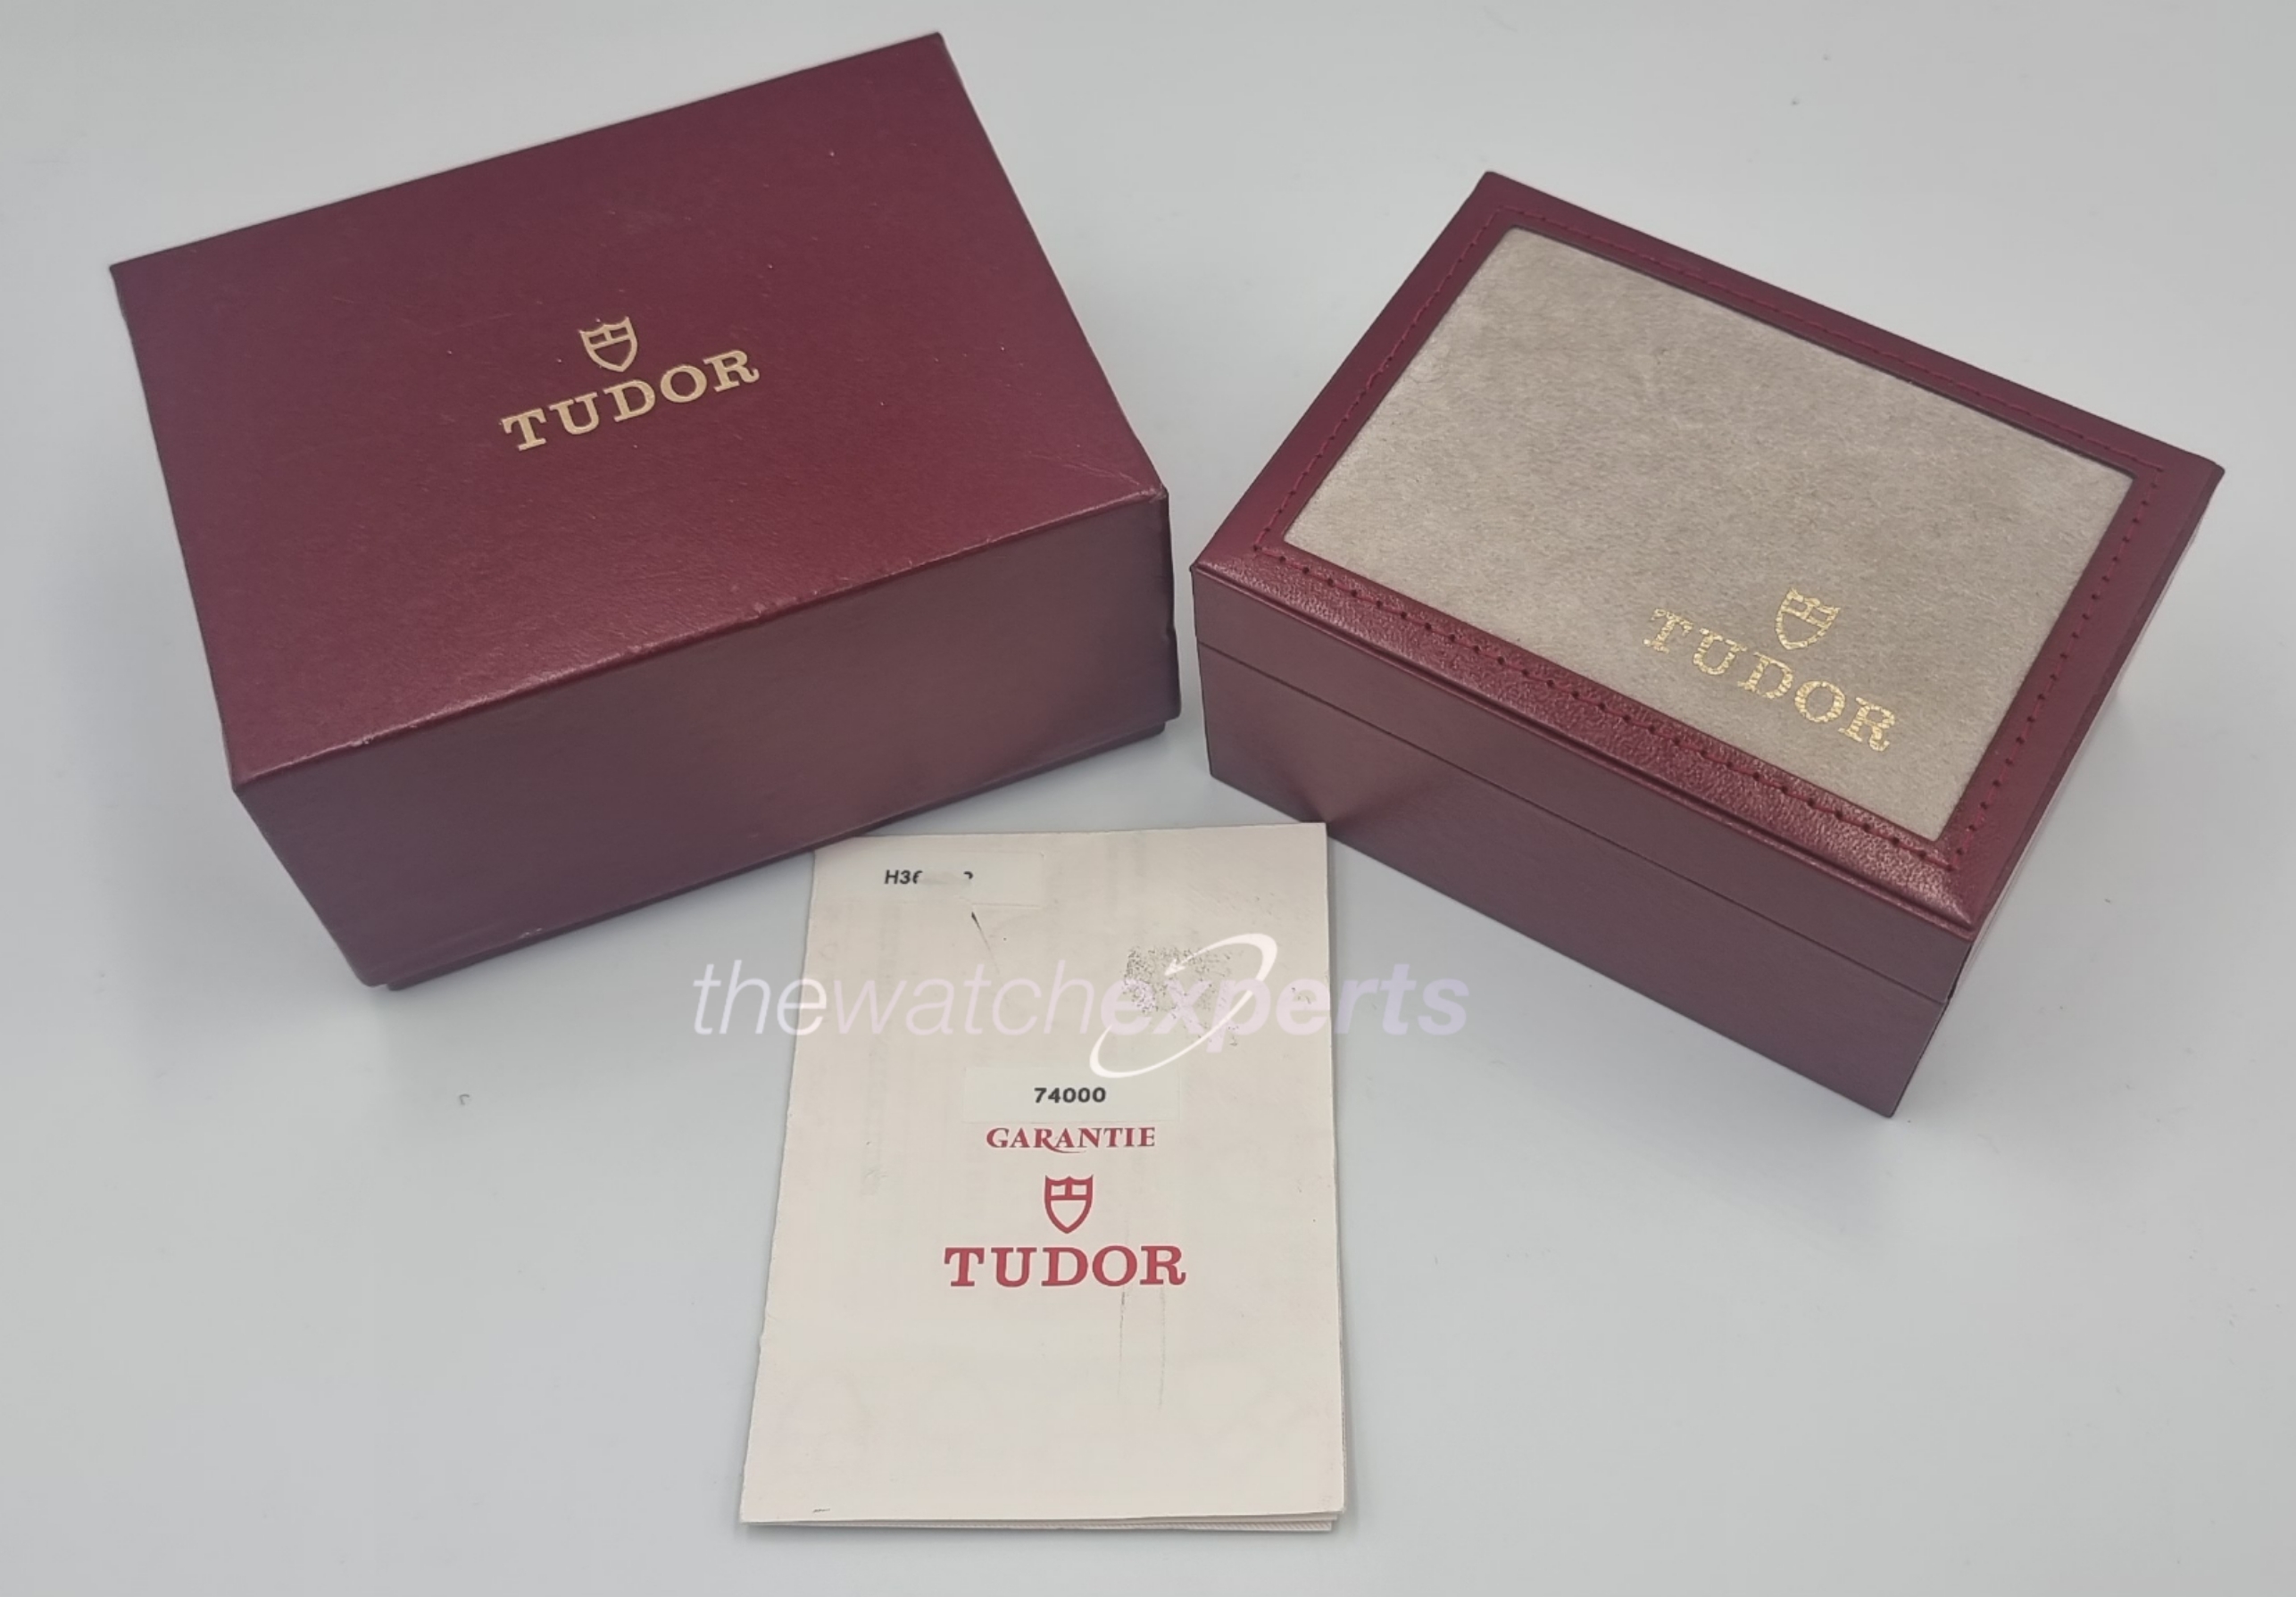 TUDOR
TUDOR
H36
thewatchexperts
74000
GARANTIE
TUDOR